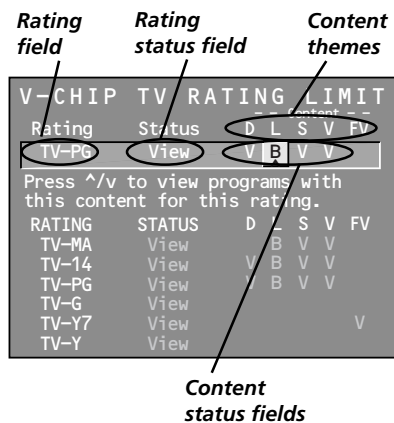 Rating field
Rating status field
Content themes
V-CHIP TV RATING LIMIT
- - Content - -
Rating Status D L S V FV
TV-PG View V B V V
Press ^/v to view programs with
this content for this rating.
RATING STATUS D L S V FV
TV-MA View B V V
TV-14 View V B V V
TV-PG View V B V V
TV-G View
TV-Y7 View V
TV-Y View
Content
status fields